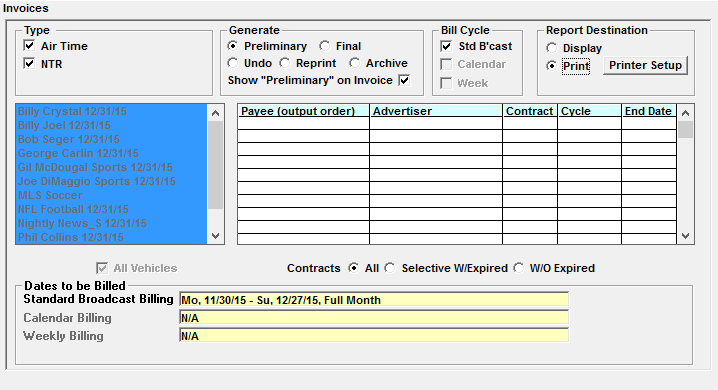 Invoices
Type
Air Time
NTR
Generate
Preliminary Final
Undo Reprint Archive
Show "Preliminary" on Invoice
Bill Cycle
Std B'cast
Calendar
Week
Report Destination
Display
Print Printer Setup
Billy Crystal 12/31/15
Billy Joel 12/31/15
Bob Seger 12/31/15
George Carlin 12/31/15
Gil McDougal Sports 12/31/15
Joe DiMaggio Sports 12/31/15
MLS Soccer
NFL Football 12/31/15
Nightly News_S 12/31/15
Phil Collins 12/31/15
Payee (output order) Advertiser Contract Cycle End Date
All Vehicles
Contracts All Selective W/Expired W/O Expired
Dates to be Billed
Standard Broadcast Billing Mo, 11/30/15 - Su, 12/27/15, Full Month
Calendar Billing N/A
Weekly Billing N/A